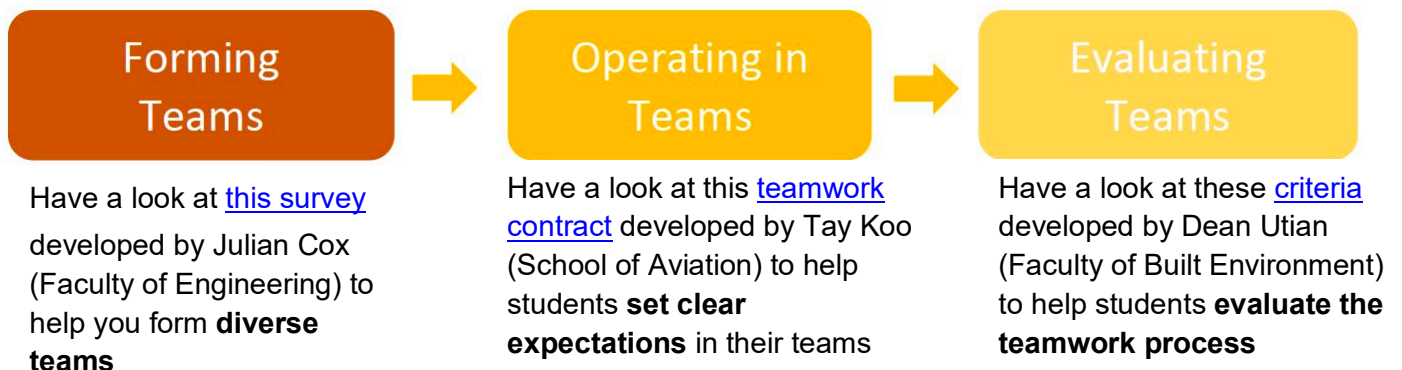 Forming
Teams
Have a look at this survey
developed by Julian Cox
(Faculty of Engineering) to
help you form diverse
teams
Operating in
Teams
Have a look at this teamwork
contract developed by Tay Koo
(School of Aviation) to help
students set clear
expectations in their teams
Evaluating
Teams
Have a look at these criteria
developed by Dean Utian
(Faculty of Built Environment)
to help students evaluate the
teamwork process